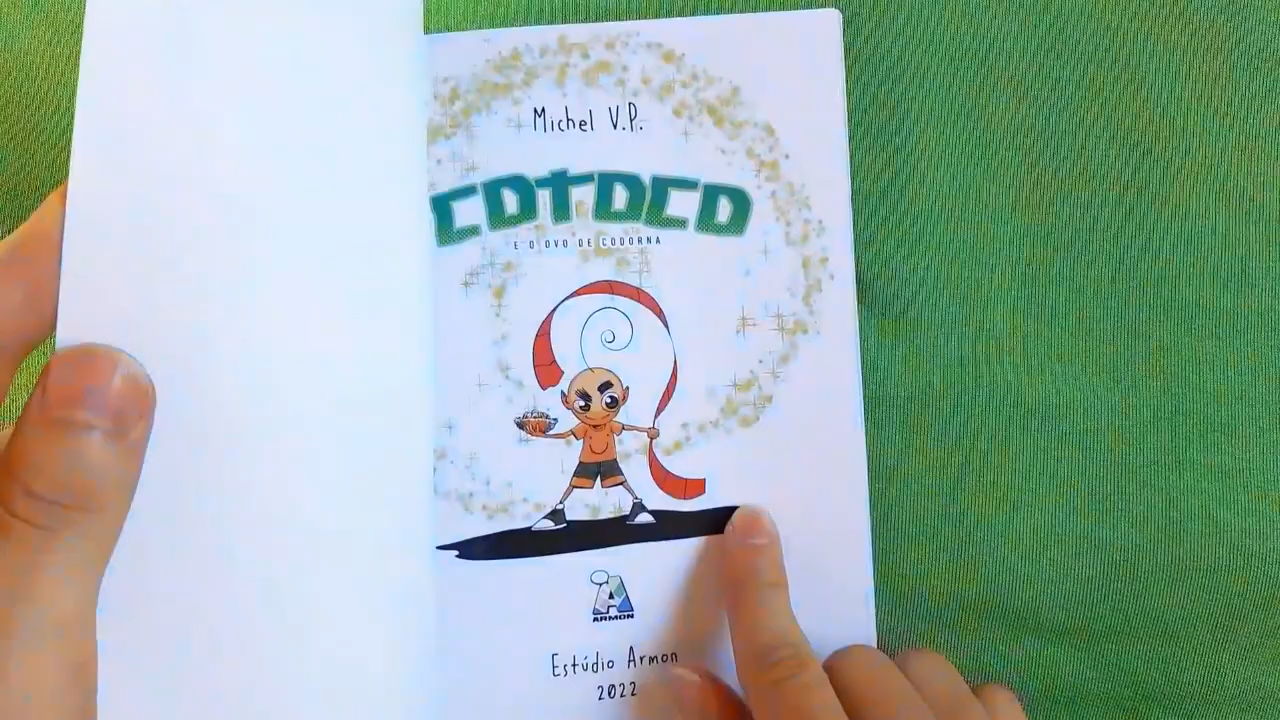 Michel V.P.
COTOCO
E O OVO DE CODORNA
ARMON
Estúdio Armon
2022